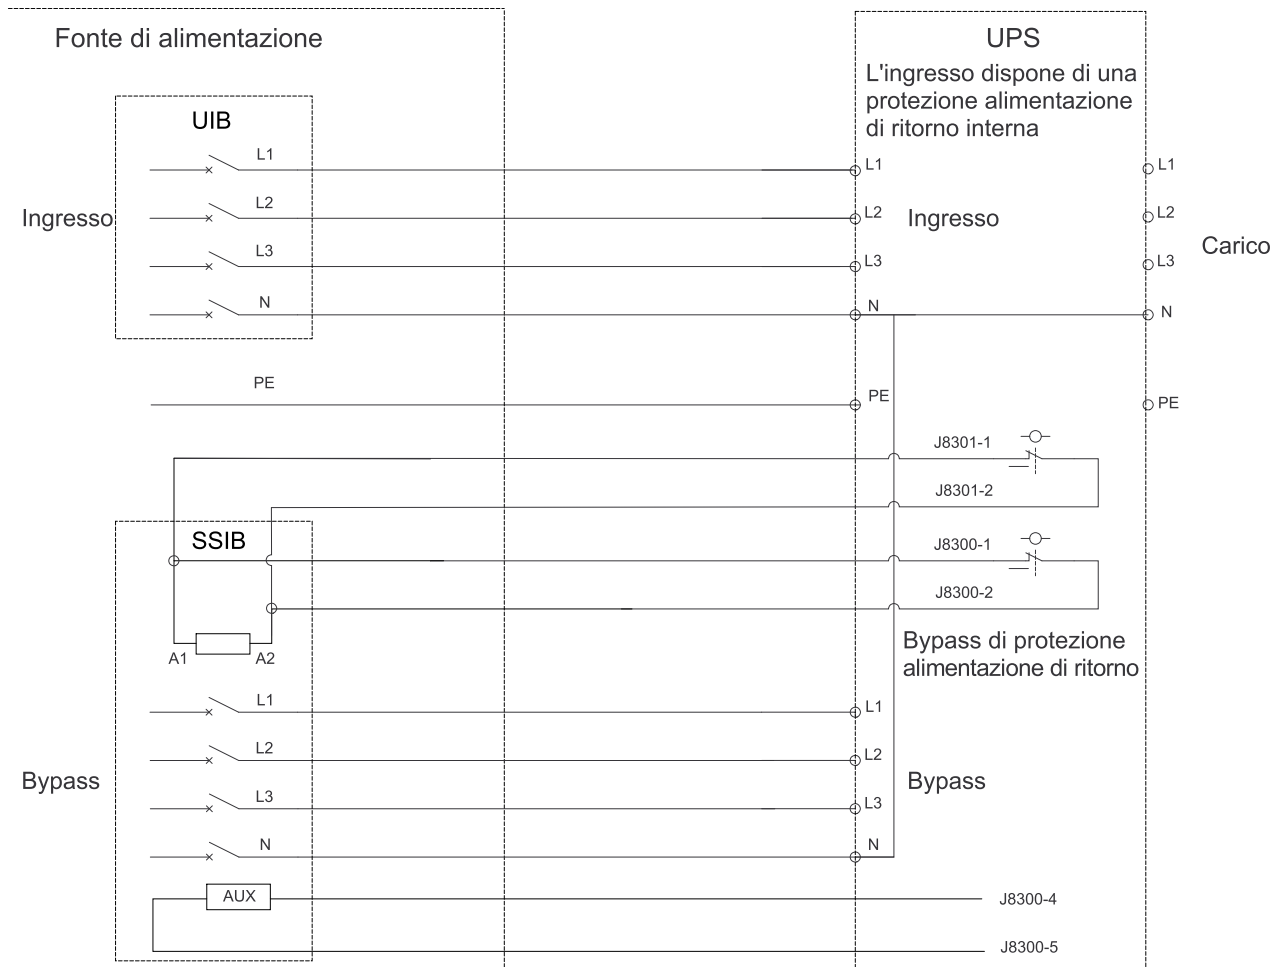 Fonte di alimentazione
UPS
L'ingresso dispone di una
protezione alimentazione
di ritorno interna
UIB
L1
L1
L1
L2
L2
L2
Ingresso
Ingresso
Carico
L3
L3
L3
N
N
N
PE
PE
PE
J8301-1
J8301-2
SSIB
J8300-1
J8300-2
A1
A2
Bypass di protezione
alimentazione di ritorno
L1
L1
L2
L2
Bypass
Bypass
L3
L3
N
N
AUX
J8300-4
J8300-5